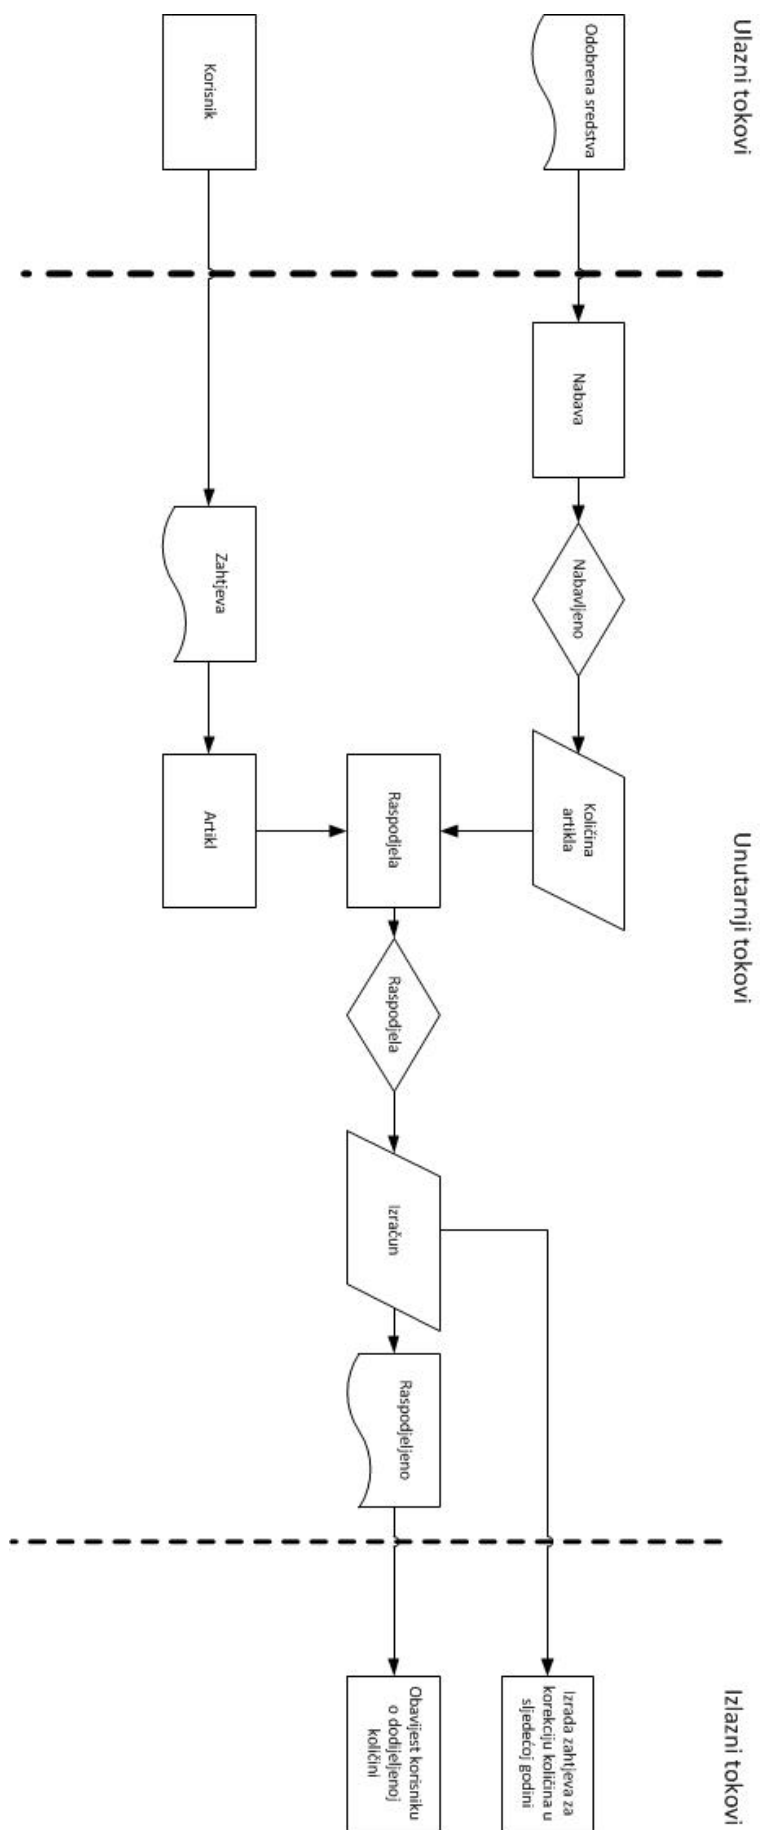 Ulazni tokovi
Unutarnji tokovi
Izlazni tokovi
Odobrena sredstva
Nabava
Nabavljeno
Količina
artikla
Izrada zahtjeva za
korekciju količina u
sljedećoj godini
Raspodjela
Raspodjela
Izračun
Raspodjeljeno
Obavijest korisniku
o dodijeljenoj
količini
Korisnik
Zahtjeva
Artikl